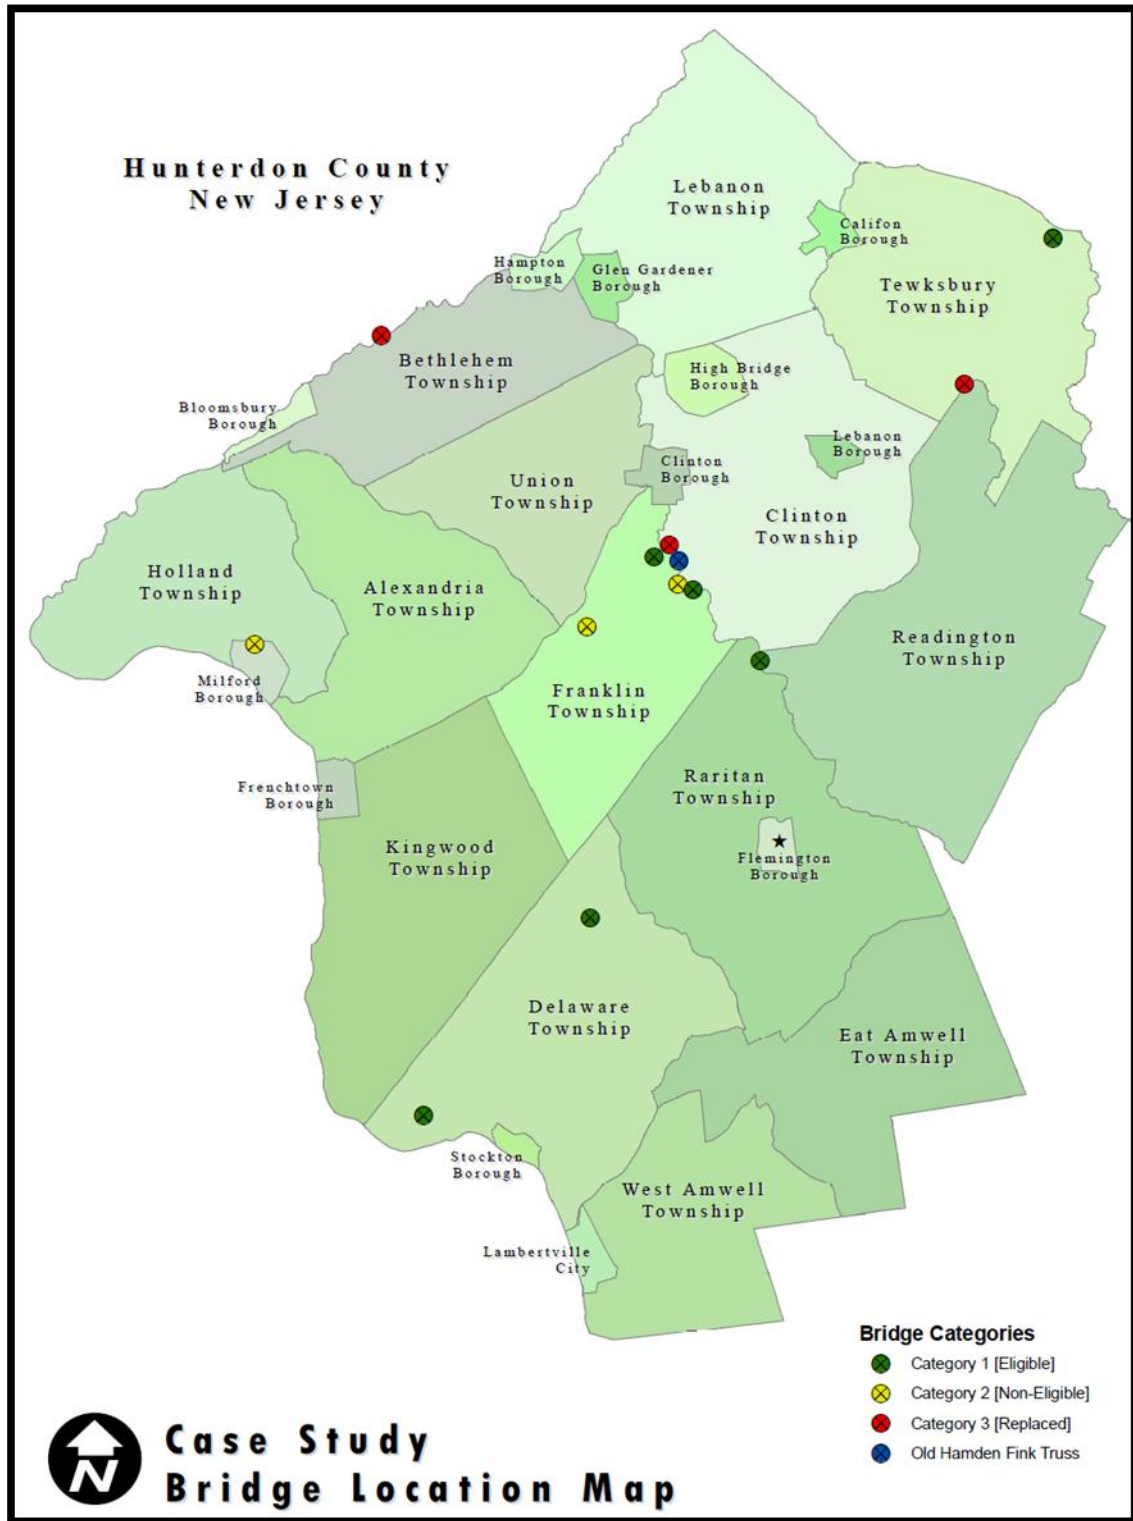 Hunterdon County
New Jersey
Lebanon
Township
Califon
Borough
Hampton
Borough
Glen Gardener
Borough
Tewksbury
Township
Bethlehem
Township
High Bridge
Borough
Bloomsbury
Borough
Lebanon
Borough
Clinton
Borough
Union
Township
Clinton
Township
Holland
Township
Alexandria
Township
Readington
Township
Milford
Borough
Franklin
Township
Frenchtown
Borough
Raritan
Township
Kingwood
Township
Flemington
Borough
Delaware
Township
Eat Amwell
Township
Stockton
Borough
West Amwell
Township
Lambertville
City
Bridge Categories
Category 1 [Eligible]
Category 2 [Non-Eligible]
Category 3 [Replaced]
Old Hamden Fink Truss
N
Case Study
Bridge Location Map